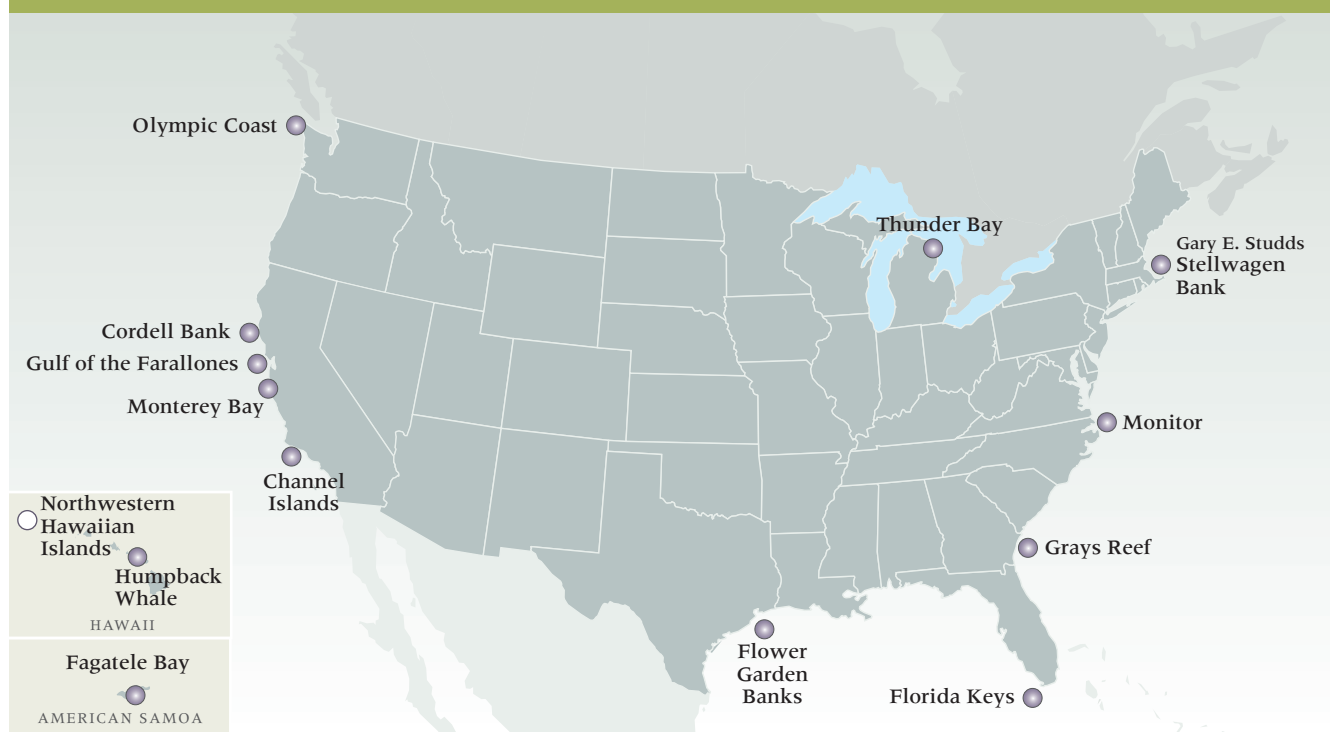 Olympic Coast
Thunder Bay
Gary E. Studds
Stellwagen
Bank
Cordell Bank
Gulf of the Farallones
Monterey Bay
Monitor
Channel
Islands
Northwestern
Hawaiian
Islands
Humpback
Whale
HAWAII
Grays Reef
Flower
Garden
Banks
Florida Keys
Fagatele Bay
AMERICAN SAMOA